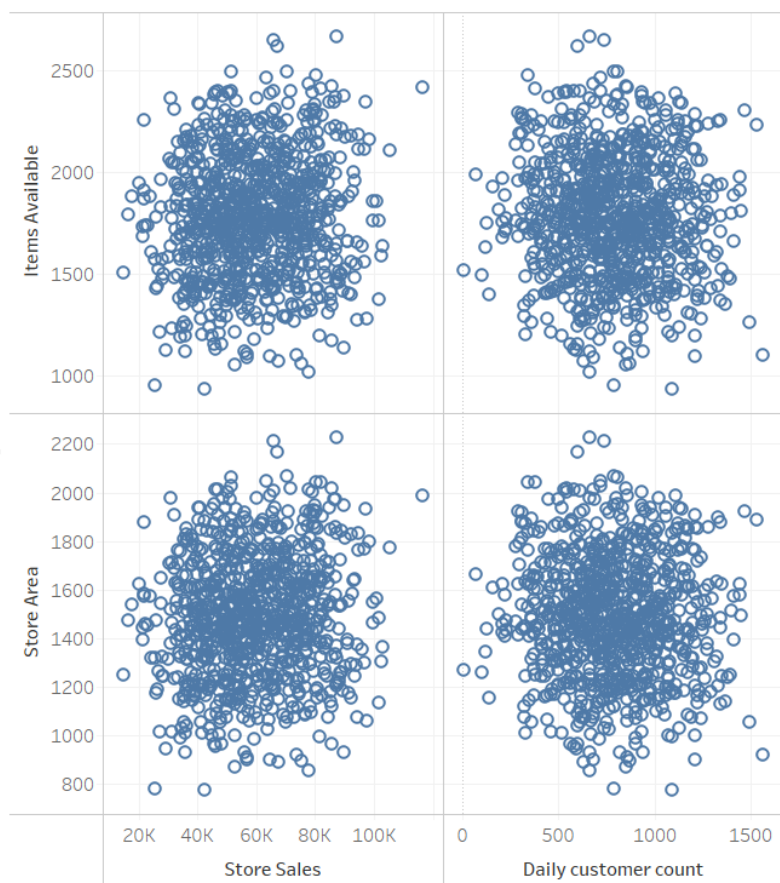 2500
2000
1500
1000
Items Available
2200
2000
1800
1600
1400
1200
1000
800
Store Area
20K 40K 60K 80K 100K
0 500 1000 1500
Store Sales
Daily customer count